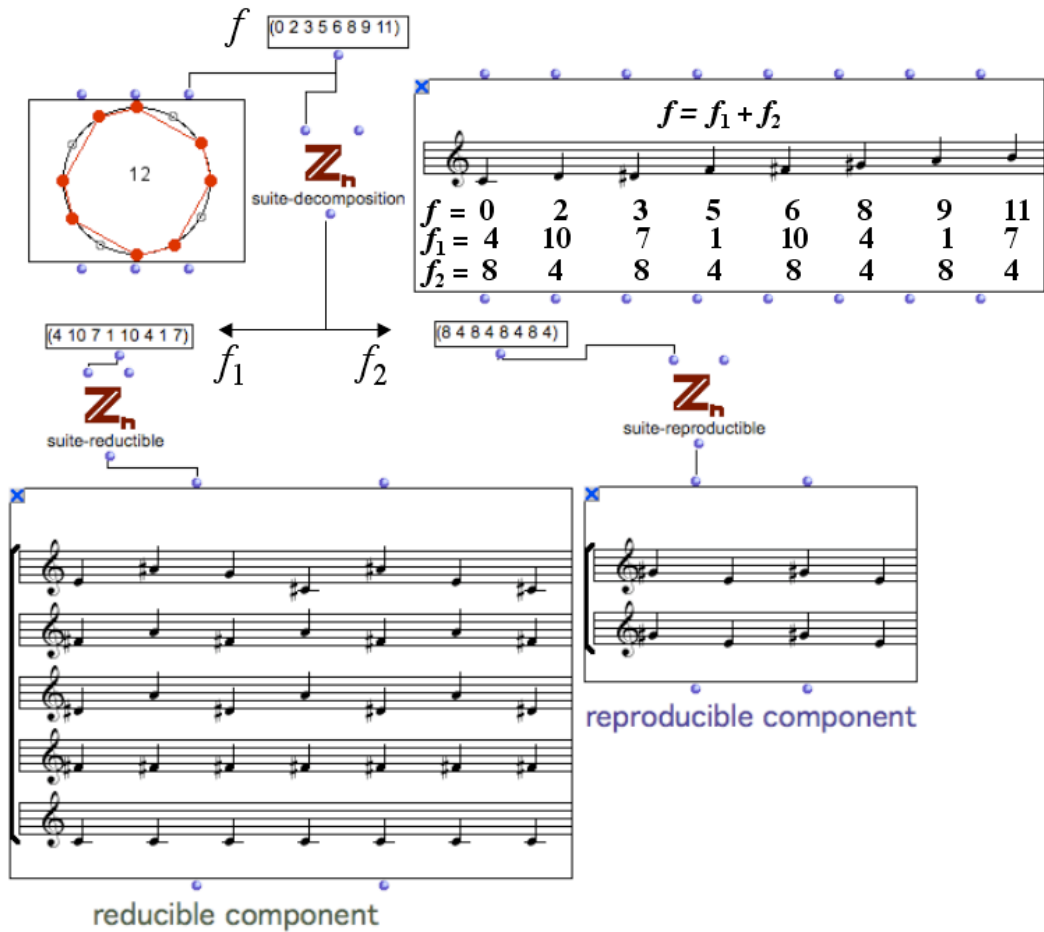 f
(0 2 3 5 6 8 9 11)
12
Zn
suite-decomposition
f = f1 + f2
f = 0 2 3 5 6 8 9 11
f1 = 4 10 7 1 10 4 1 7
f2 = 8 4 8 4 8 4 8 4
(4 10 7 1 10 4 1 7)
f1
f2
(8 4 8 4 8 4 8 4)
Zn
suite-reductible
Zn
suite-reproductible
reproducible component
reducible component